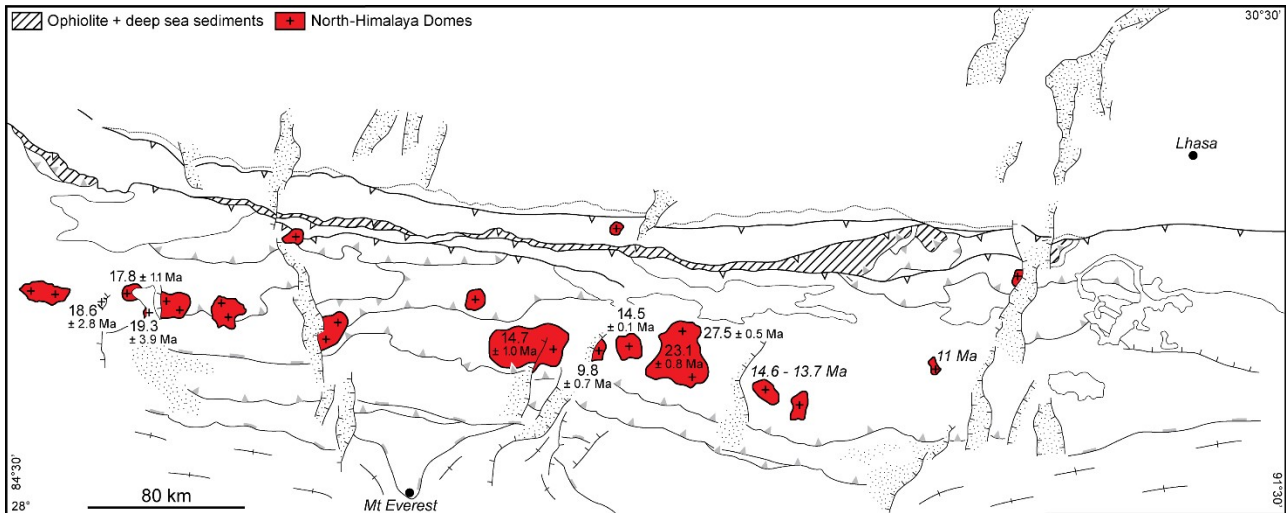 Ophiolite + deep sea sediments
North-Himalaya Domes
30°30'
Lhasa
17.8 ± 11 Ma
18.6
± 2.8 Ma
19.3
± 3.9 Ma
14.7
± 1.0 Ma
9.8
± 0.7 Ma
14.5
± 0.1 Ma
27.5 ± 0.5 Ma
23.1
± 0.8 Ma
14.6 - 13.7 Ma
11 Ma
84°30'
28°
80 km
Mt Everest
91°30'